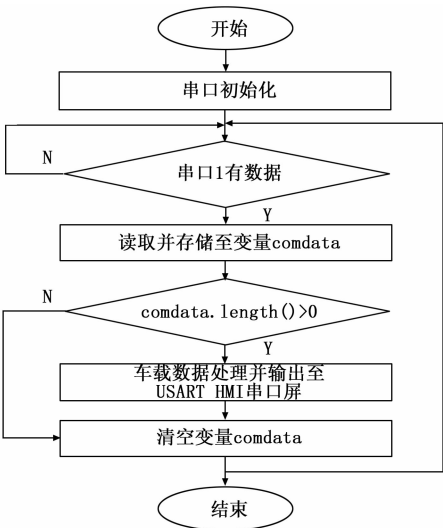 开始
串口初始化
N
串口1有数据
Y
读取并存储至变量comdata
N
comdata.length()>0
Y
车载数据处理并输出至
USART HMI串口屏
清空变量comdata
结束